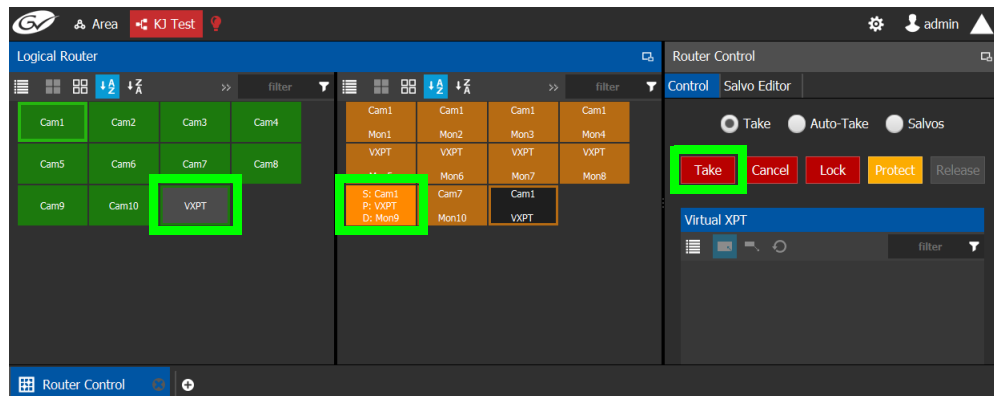 Area
KJ Test
admin
Logical Router
filter
Cam1 Cam2 Cam3 Cam4
Cam5 Cam6 Cam7 Cam8
Cam9 Cam10 VXPT
filter
Cam1 Cam1 Cam1 Cam1
Mon1 Mon2 Mon3 Mon4
VXPT VXPT VXPT VXPT
Mon6 Mon7 Mon8
S: Cam1 Cam7 Cam1
P: VXPT
D: Mon9 Mon10 VXPT
Router Control
Control Salvo Editor
Take Auto-Take Salvos
Take Cancel Lock Protect Release
Virtual XPT
filter
Router Control